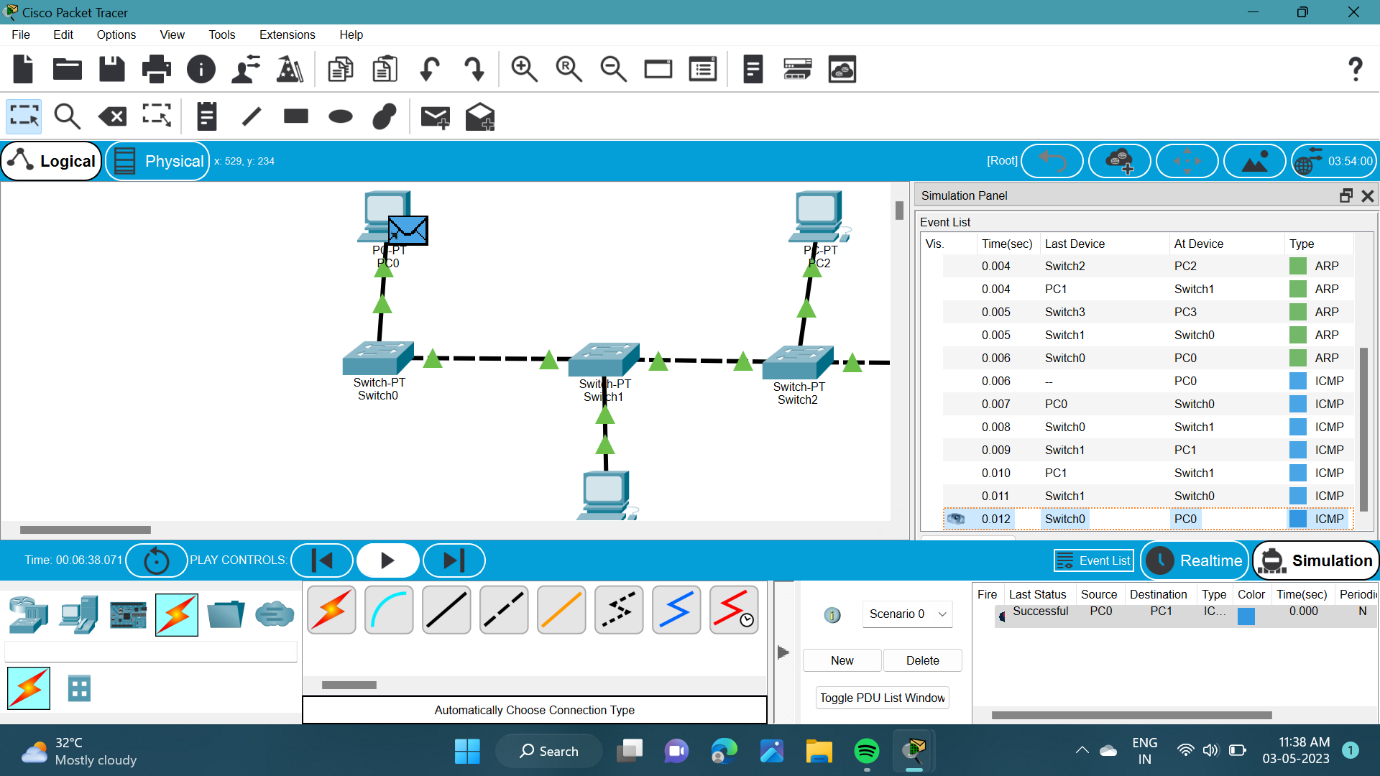 Cisco Packet Tracer
File Edit Options View Tools Extensions Help
Logical Physical x: 529, y: 234 [Root] 03:54:00
PC-PT
PC0
PC-PT
PC2
Switch-PT
Switch0
Switch-PT
Switch1
Switch-PT
Switch2
Simulation Panel
Event List
Vis. Time(sec) Last Device At Device Type
0.004 Switch2 PC2 ARP
0.004 PC1 Switch1 ARP
0.005 Switch3 PC3 ARP
0.005 Switch1 Switch0 ARP
0.006 Switch0 PC0 ARP
0.006 -- PC0 ICMP
0.007 PC0 Switch0 ICMP
0.008 Switch0 Switch1 ICMP
0.009 Switch1 PC1 ICMP
0.010 PC1 Switch1 ICMP
0.011 Switch1 Switch0 ICMP
0.012 Switch0 PC0 ICMP
Time: 00:06:38.071 PLAY CONTROLS: Event List Realtime Simulation
Scenario 0
New Delete
Toggle PDU List Window
Fire Last Status Source Destination Type Color Time(sec) Periodi
Successful PC0 PC1 IC... 0.000 N
Automatically Choose Connection Type
32°C
Mostly cloudy
Search
ENG
IN
11:38 AM
03-05-2023
1